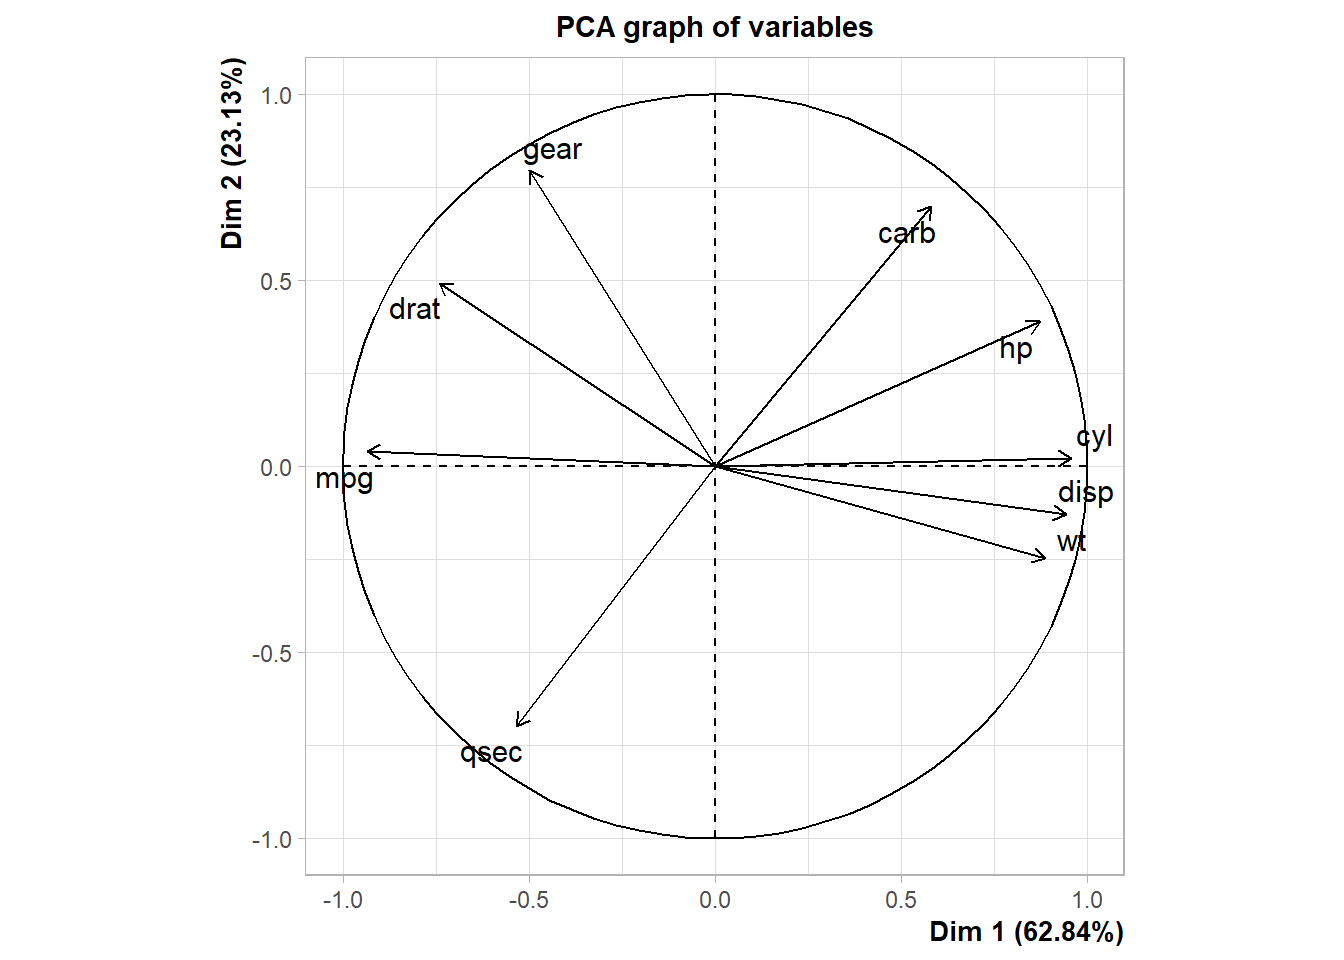 PCA graph of variables
Dim 2 (23.13%)
1.0
0.5
0.0
-0.5
-1.0
gear
carb
drat
hp
cyl
mpg
disp
wt
qsec
-1.0 -0.5 0.0 0.5 1.0
Dim 1 (62.84%)